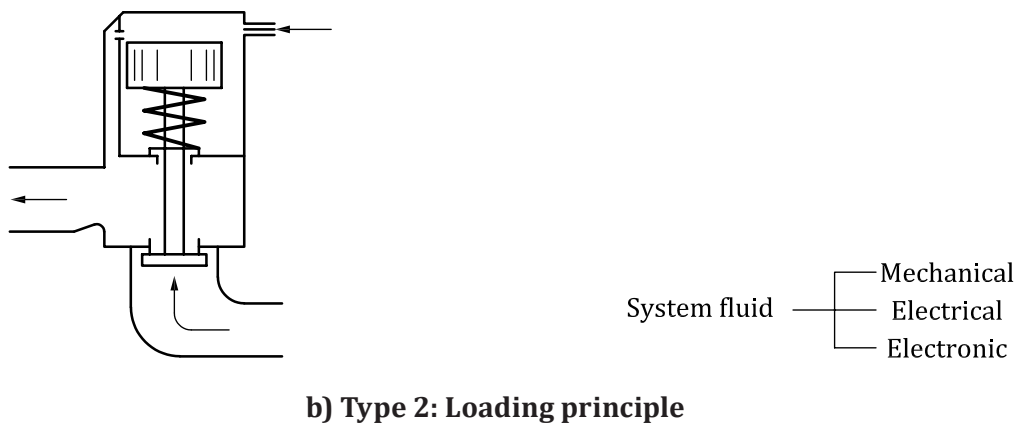 Mechanical
System fluid
Electrical
Electronic
b) Type 2: Loading principle